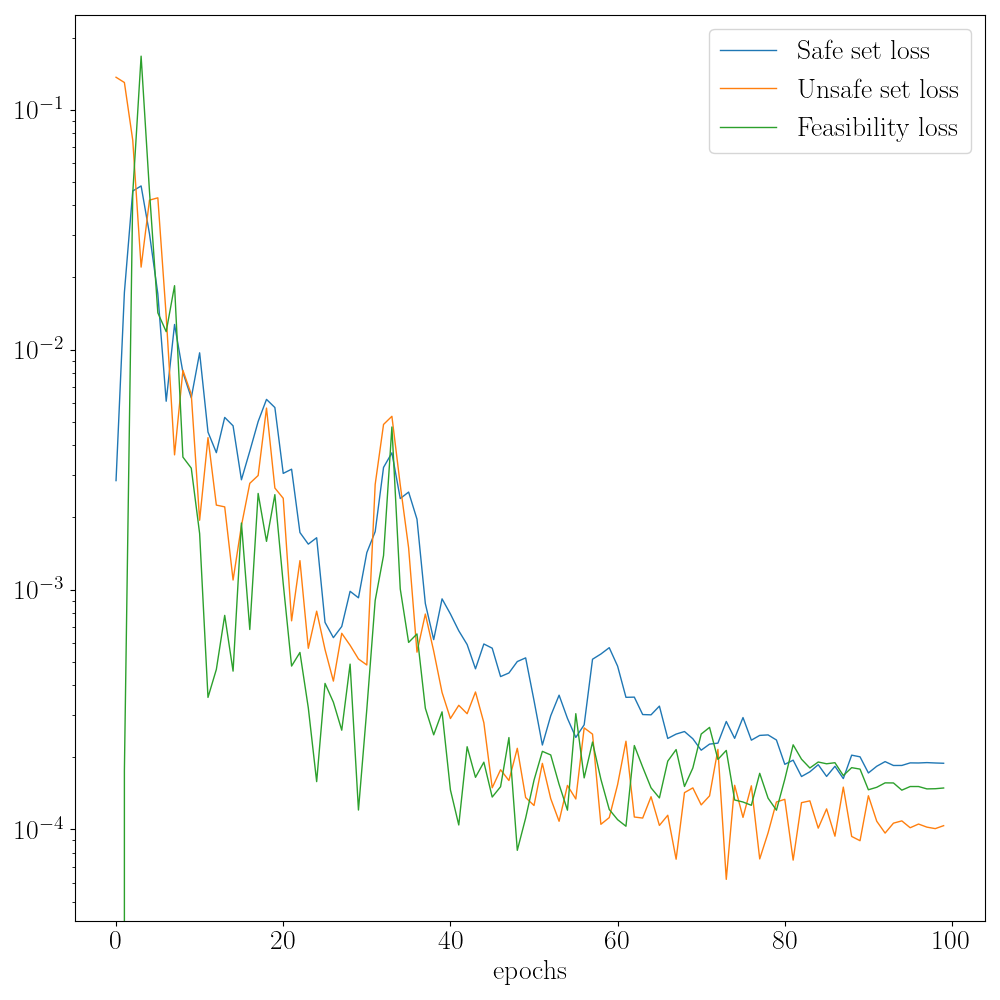 Safe set loss
Unsafe set loss
Feasibility loss
10⁻¹
10⁻²
10⁻³
10⁻⁴
0 20 40 60 80 100
epochs